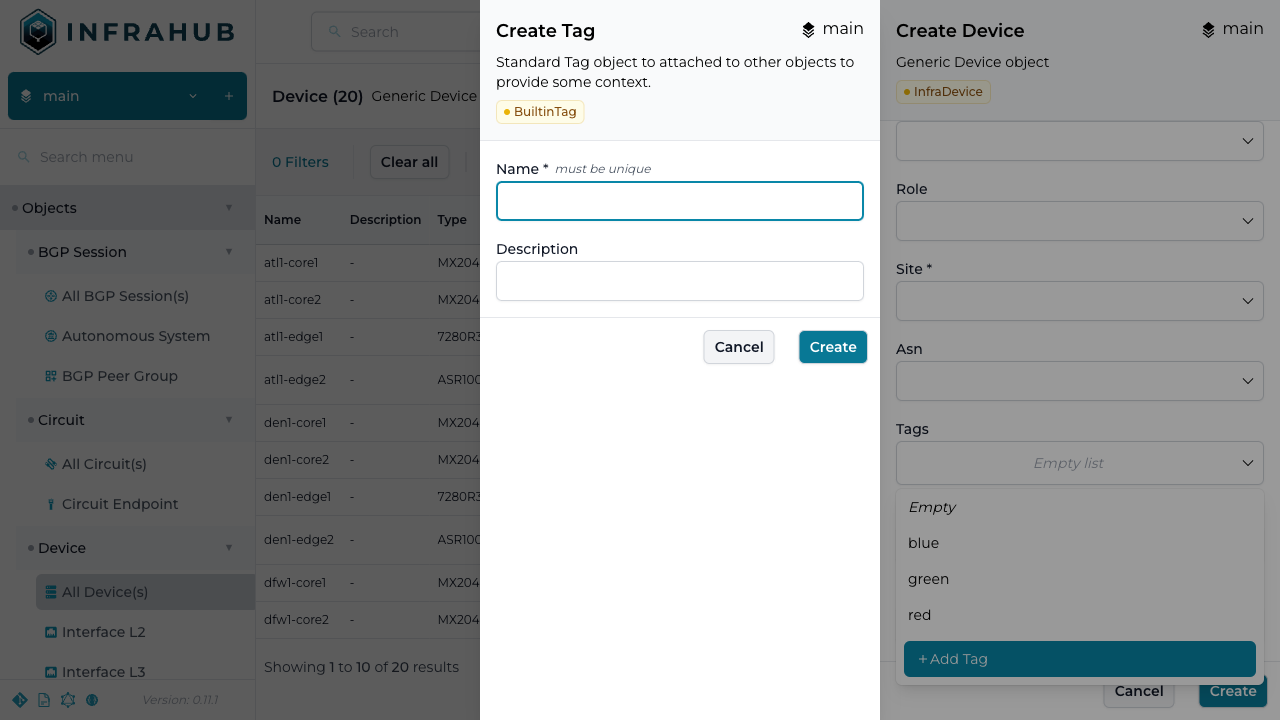 INFRAHUB
main
Search menu
Objects
BGP Session
All BGP Session(s)
Autonomous System
BGP Peer Group
Circuit
All Circuit(s)
Circuit Endpoint
Device
All Device(s)
Interface L2
Interface L3
Version: 0.11.1
Search
Device (20) Generic Device
0 Filters Clear all
Name Description Type
atl1-core1 - MX204
atl1-core2 - MX204
atl1-edge1 - 7280R3
atl1-edge2 - ASR100
den1-core1 - MX204
den1-core2 - MX204
den1-edge1 - 7280R3
den1-edge2 - ASR100
dfw1-core1 - MX204
dfw1-core2 - MX204
Showing 1 to 10 of 20 results
Create Tag main
Standard Tag object to attached to other objects to
provide some context.
BuiltinTag
Name * must be unique
Description
Cancel Create
Create Device main
Generic Device object
InfraDevice
Role
Site *
Asn
Tags
Empty list
Empty
blue
green
red
+ Add Tag
Cancel Create